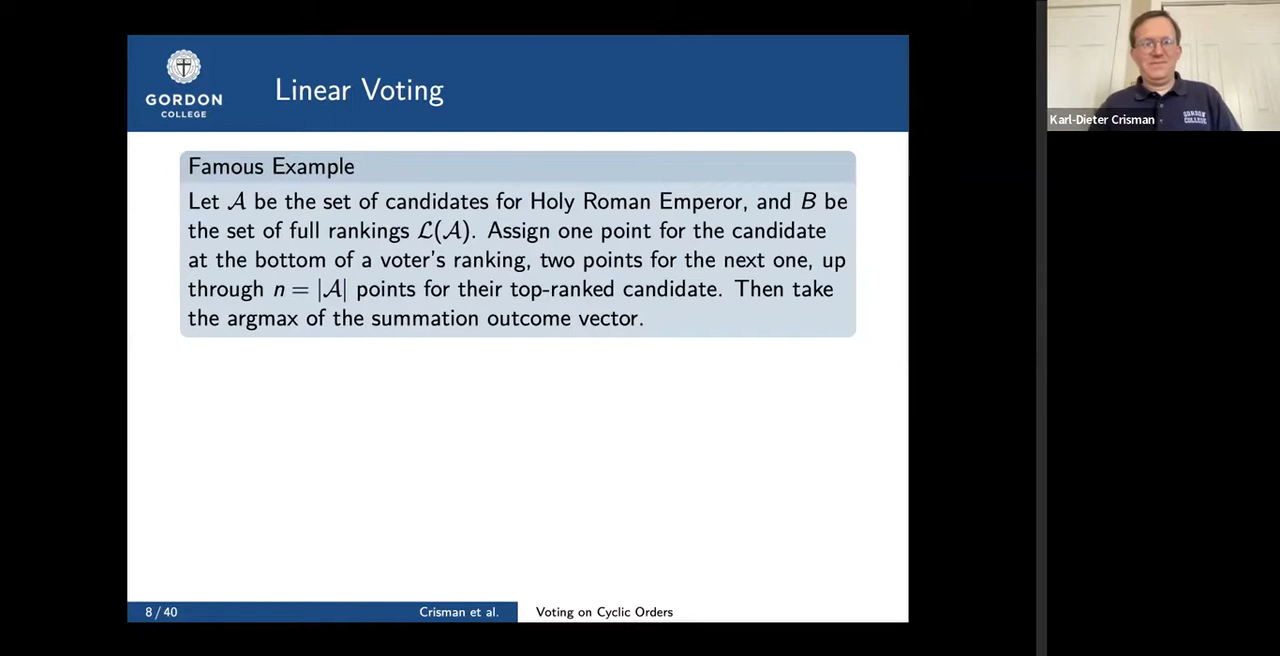 GORDON
COLLEGE
Linear Voting
Famous Example
Let 𝒜 be the set of candidates for Holy Roman Emperor, and B be
the set of full rankings ℒ(𝒜). Assign one point for the candidate
at the bottom of a voter's ranking, two points for the next one, up
through n = |𝒜| points for their top-ranked candidate. Then take
the argmax of the summation outcome vector.
8 / 40
Crisman et al.
Voting on Cyclic Orders
Karl-Dieter Crisman
GORDON
COLLEGE